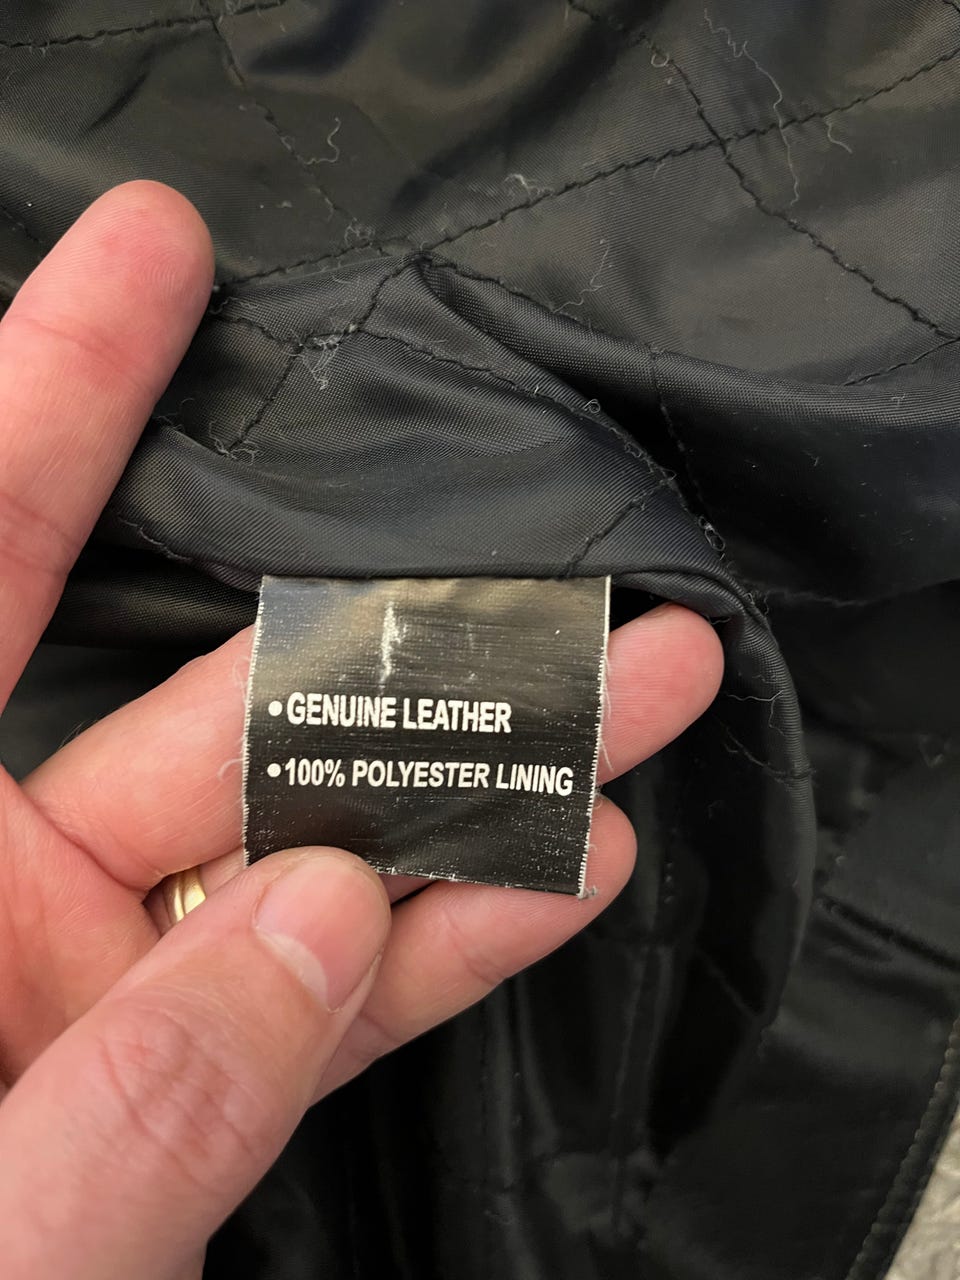 •GENUINE LEATHER
•100% POLYESTER LINING